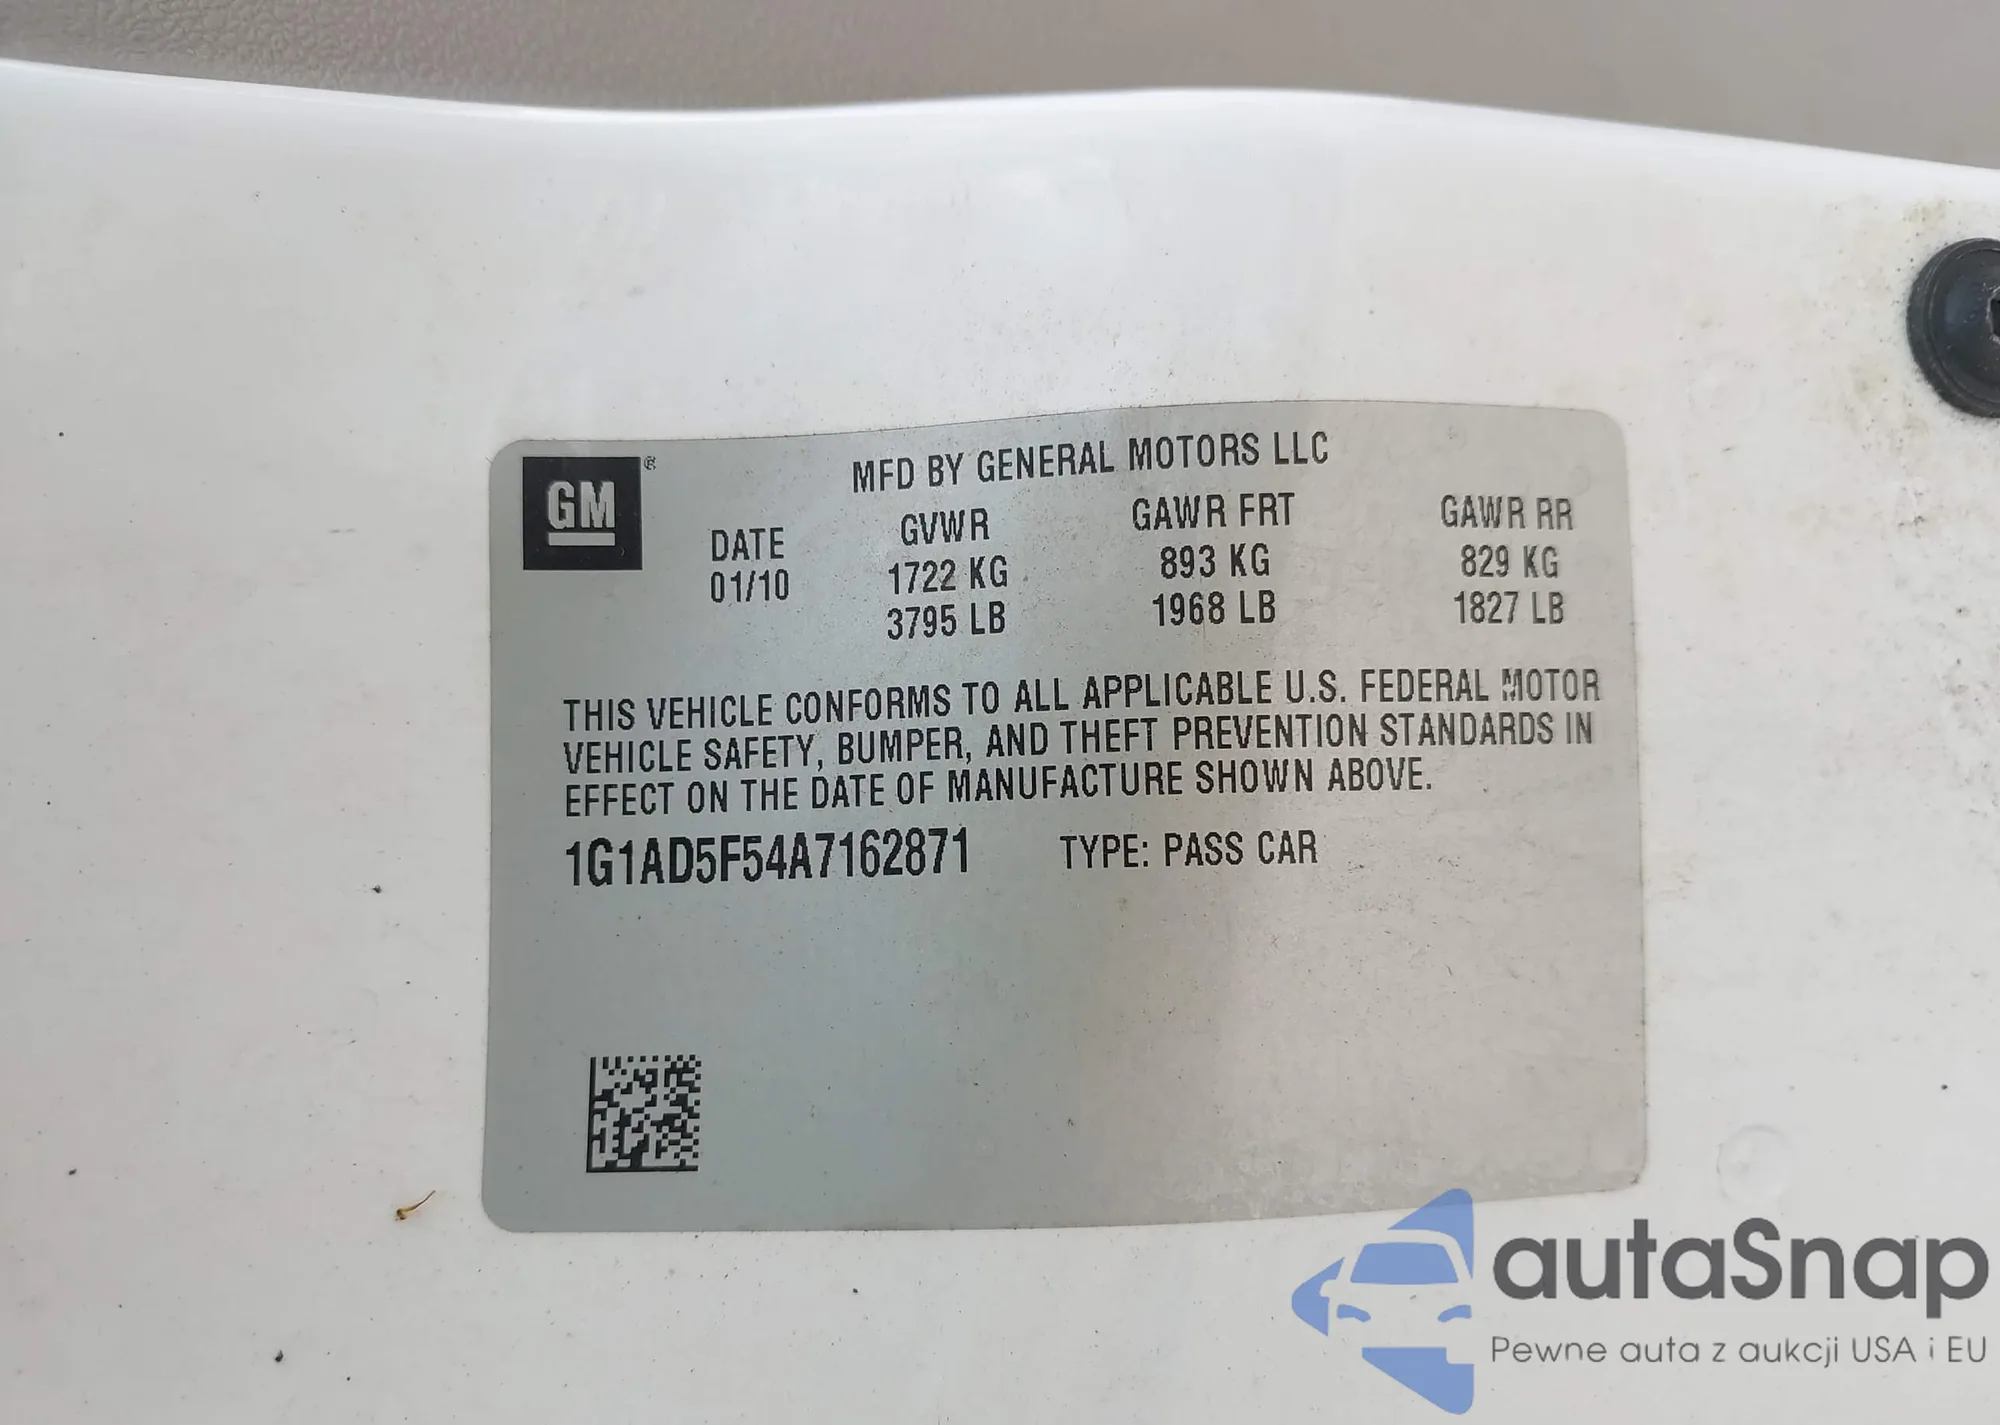 GM ®
MFD BY GENERAL MOTORS LLC
DATE GVWR GAWR FRT GAWR RR
01/10 1722 KG 893 KG 829 KG
3795 LB 1968 LB 1827 LB
THIS VEHICLE CONFORMS TO ALL APPLICABLE U.S. FEDERAL MOTOR
VEHICLE SAFETY, BUMPER, AND THEFT PREVENTION STANDARDS IN
EFFECT ON THE DATE OF MANUFACTURE SHOWN ABOVE.
1G1AD5F54A7162871 TYPE: PASS CAR
autaSnap
Pewne auta z aukcji USA i EU